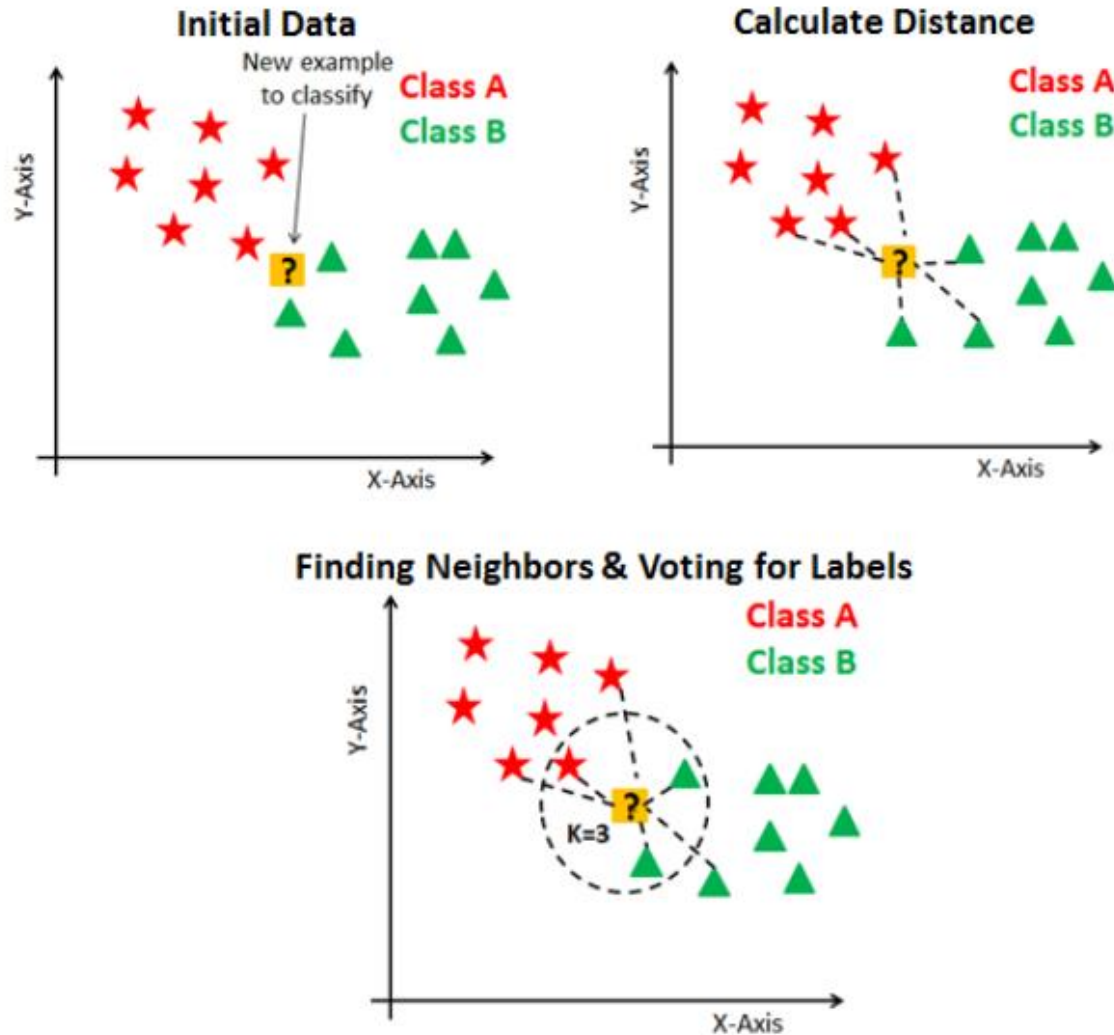 Initial Data
New example
to classify
Class A
Class B
Y-Axis
?
X-Axis
Calculate Distance
Class A
Class B
Y-Axis
?
X-Axis
Finding Neighbors & Voting for Labels
Class A
Class B
Y-Axis
?
K=3
X-Axis